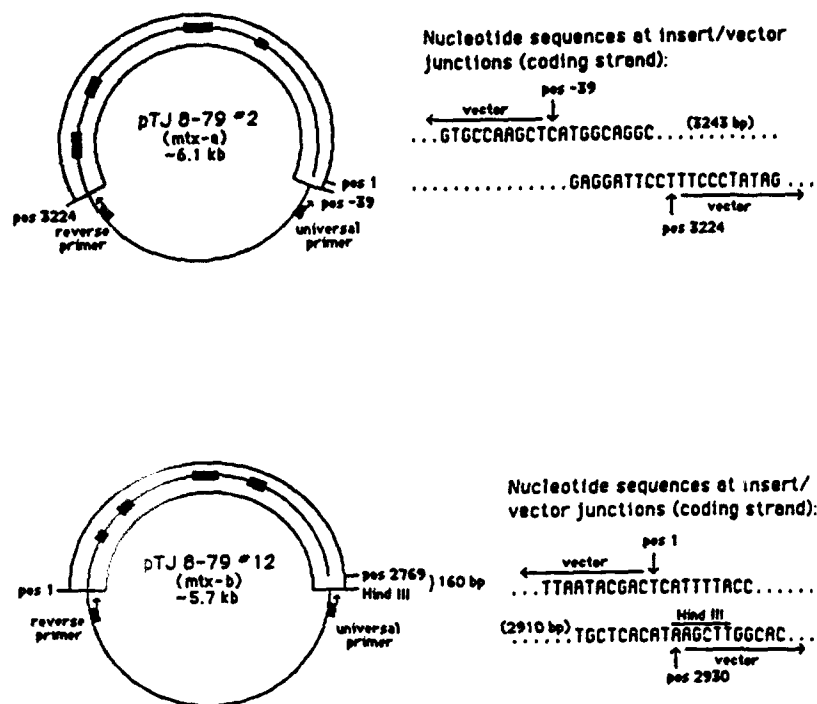 Nucleotide sequences at insert/vector
junctions (coding strand):
pos -39
vector
...GTGCCAAGCTCATGGCAGGC... (3243 bp) ..........
................GAGGATTCCTTTCCCTATAG...
vector
pos 3224
pTJ 8-79 #2
(mtx-a)
~6.1 kb
pos 1
pos -39
pos 3224
reverse
primer
universal
primer
Nucleotide sequences at insert/
vector junctions (coding strand):
pos 1
vector
...TTAATACGACTCATTTTACC......
Hind III
(2910 bp)
......TGCTCACATAAGCTTGGCAC...
vector
pos 2930
pTJ 8-79 #12
(mtx-b)
~5.7 kb
pos 1
pos 2769
Hind III
)160 bp
reverse
primer
universal
primer